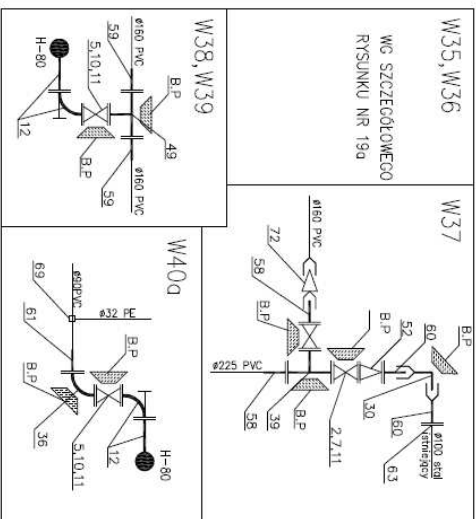 W35,W36
WG SZCZEGÓŁOWEGO
RYSUNKU NR 19a
W37
ø160 PVC
72
58
B.P
ø225 PVC
58
39
B.P
2,7,11
B.P
52
60
30
B.P
60
63
ø100 stal
istniejący
W38,W39
ø160 PVC
59
B.P
49
5,10,11
H-80
12
B.P
59
ø160 PVC
W40a
ø90PVC
69
ø32 PE
61
B.P
36
B.P
5,10,11
12
H-80